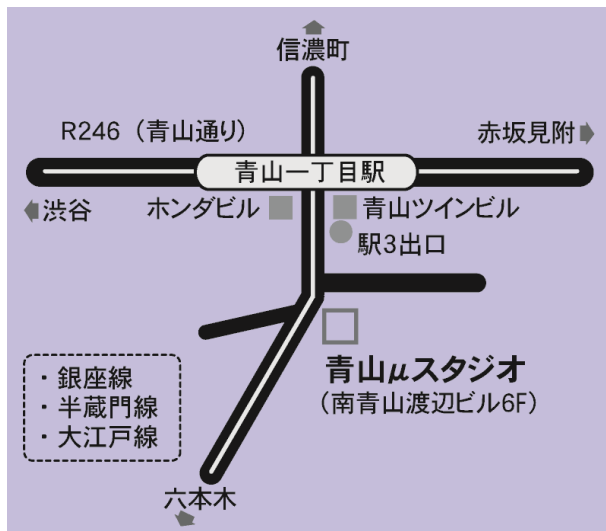 信濃町
R246（青山通り）
赤坂見附
青山一丁目駅
渋谷
ホンダビル
青山ツインビル
駅3出口
青山μスタジオ
（南青山渡辺ビル6F）
・銀座線
・半蔵門線
・大江戸線
六本木